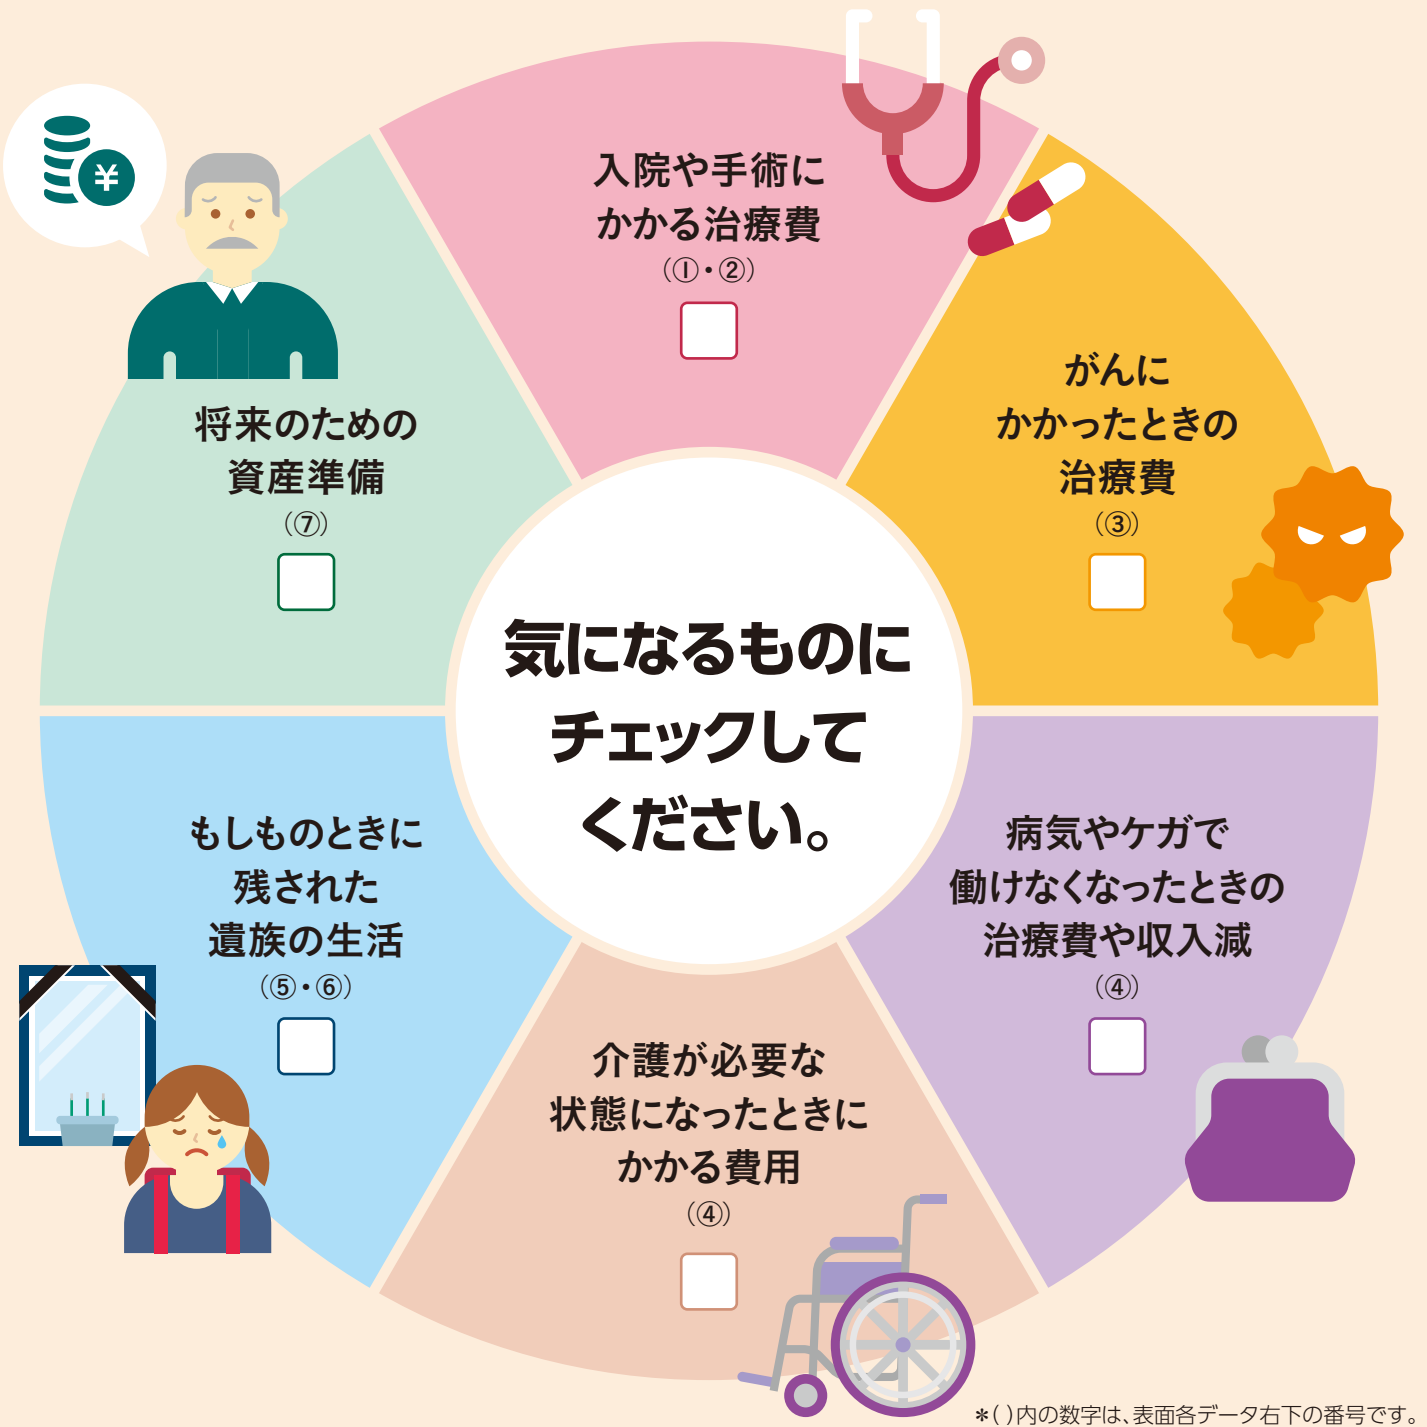 気になるものに
チェックして
ください。
入院や手術に
かかる治療費
（①・②）
がんに
かかったときの
治療費
（③）
病気やケガで
働けなくなったときの
治療費や収入減
（④）
介護が必要な
状態になったときに
かかる費用
（④）
もしものときに
残された
遺族の生活
（⑤・⑥）
将来のための
資産準備
（⑦）
¥
＊( )内の数字は、表面各データ右下の番号です。